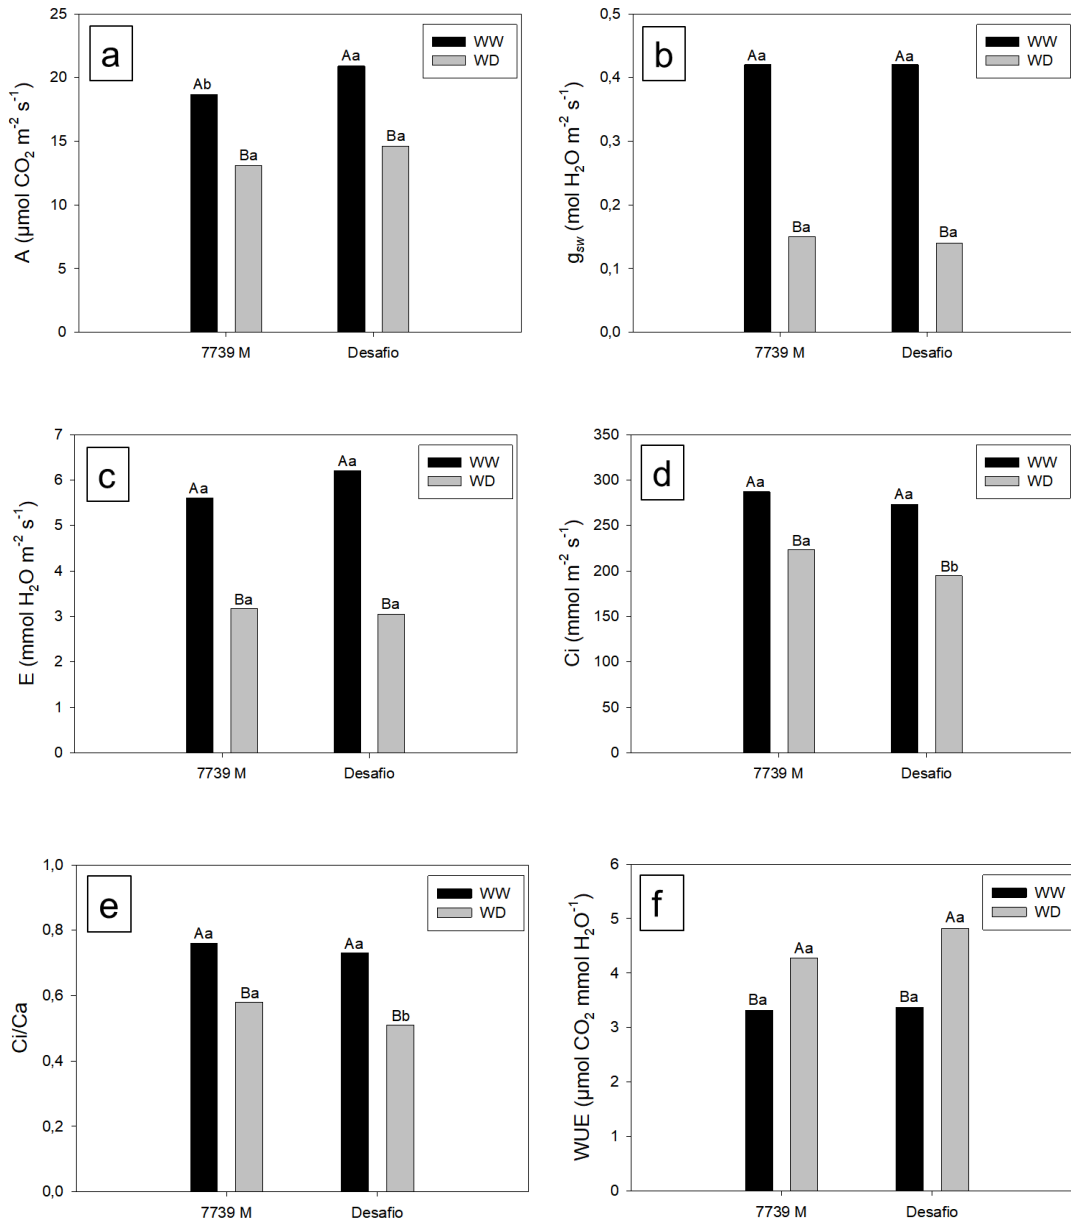 a
A (µmol CO₂ m⁻² s⁻¹)
25
20
15
10
5
0
WW
WD
Ab
Ba
Aa
Ba
7739 M
Desafio
b
g_sw (mol H₂O m⁻² s⁻¹)
0,5
0,4
0,3
0,2
0,1
0,0
WW
WD
Aa
Ba
Aa
Ba
7739 M
Desafio
c
E (mmol H₂O m⁻² s⁻¹)
7
6
5
4
3
2
1
0
WW
WD
Aa
Ba
Aa
Ba
7739 M
Desafio
d
Ci (mmol m⁻² s⁻¹)
350
300
250
200
150
100
50
0
WW
WD
Aa
Ba
Aa
Bb
7739 M
Desafio
e
Ci/Ca
1,0
0,8
0,6
0,4
0,2
0,0
WW
WD
Aa
Ba
Aa
Bb
7739 M
Desafio
f
WUE (µmol CO₂ mmol H₂O⁻¹)
6
5
4
3
2
1
0
WW
WD
Ba
Aa
Ba
Aa
7739 M
Desafio